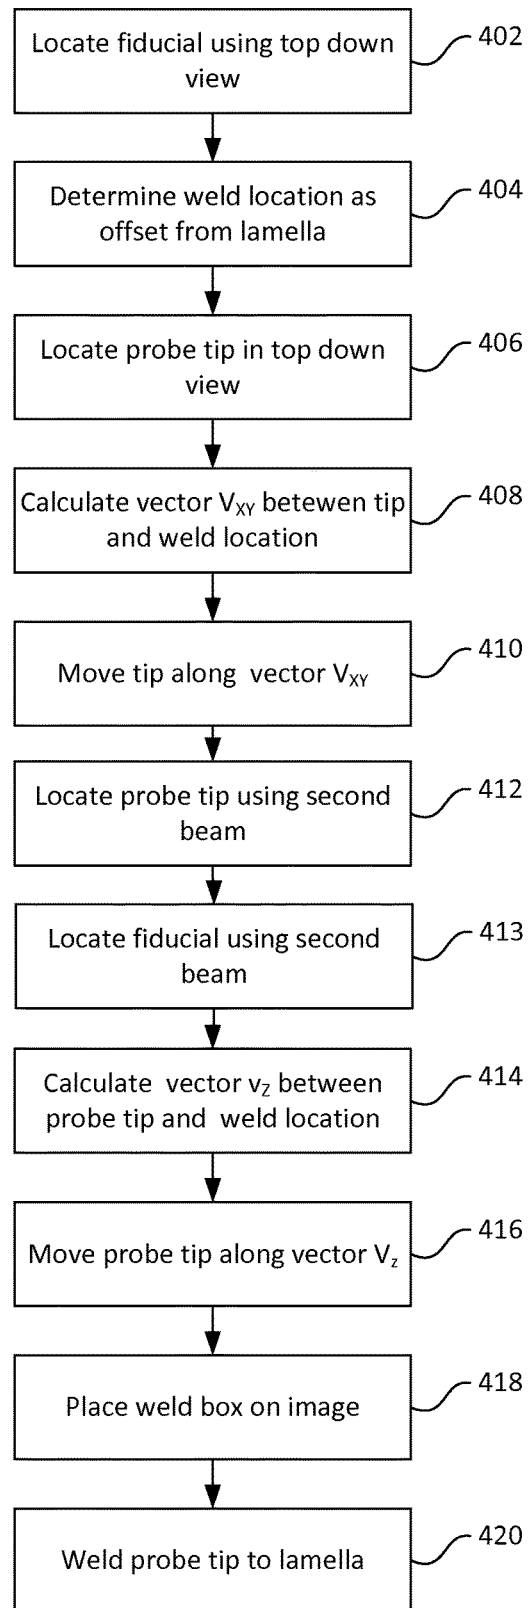 Locate fiducial using top down
view
402
Determine weld location as
offset from lamella
404
Locate probe tip in top down
view
406
Calculate vector VXY betewen tip
and weld location
408
Move tip along vector VXY
410
Locate probe tip using second
beam
412
Locate fiducial using second
beam
413
Calculate vector vZ between
probe tip and weld location
414
Move probe tip along vector Vz
416
Place weld box on image
418
Weld probe tip to lamella
420